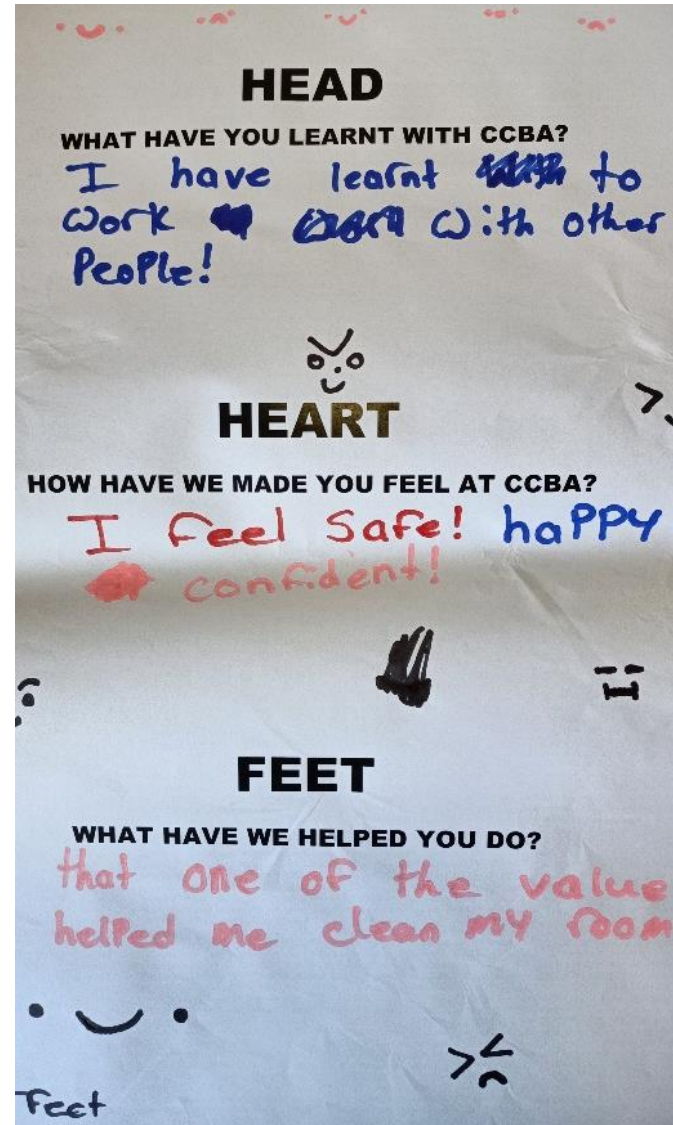 HEAD
WHAT HAVE YOU LEARNT WITH CCBA?
I have learnt to
work with other
People!
HEART
HOW HAVE WE MADE YOU FEEL AT CCBA?
I feel Safe! haPPY
confident!
FEET
WHAT HAVE WE HELPED YOU DO?
that one of the value
helped me clean my room
Feet